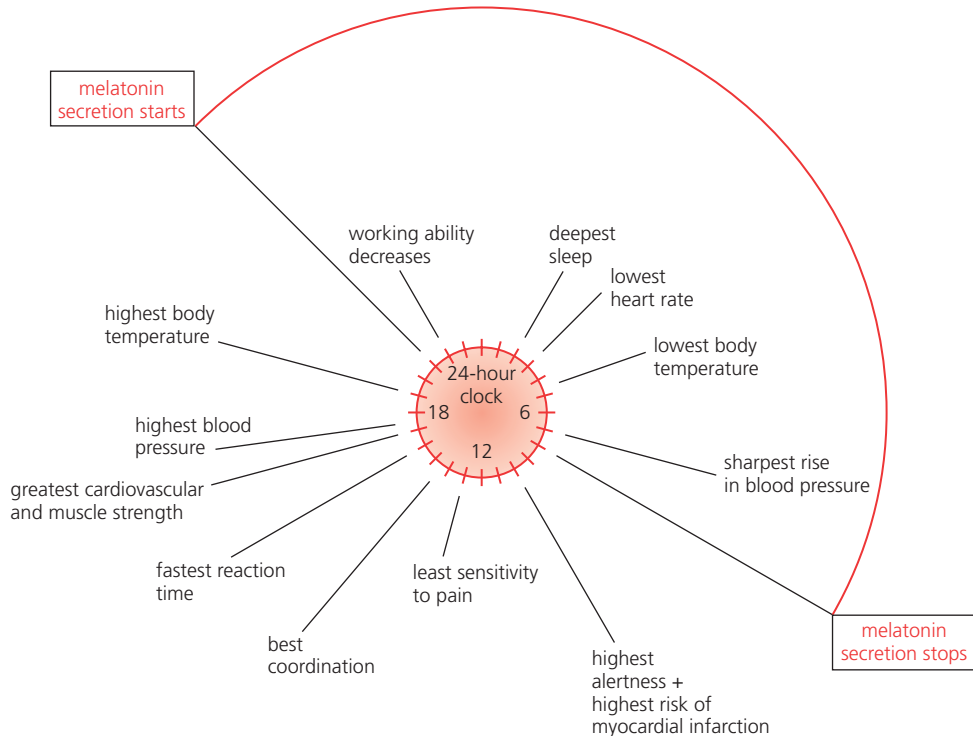 melatonin
secretion starts
working ability
decreases
deepest
sleep
lowest
heart rate
highest body
temperature
lowest body
temperature
24-hour
clock
18
6
12
highest blood
pressure
sharpest rise
in blood pressure
greatest cardiovascular
and muscle strength
fastest reaction
time
least sensitivity
to pain
best
coordination
melatonin
secretion stops
highest
alertness +
highest risk of
myocardial infarction